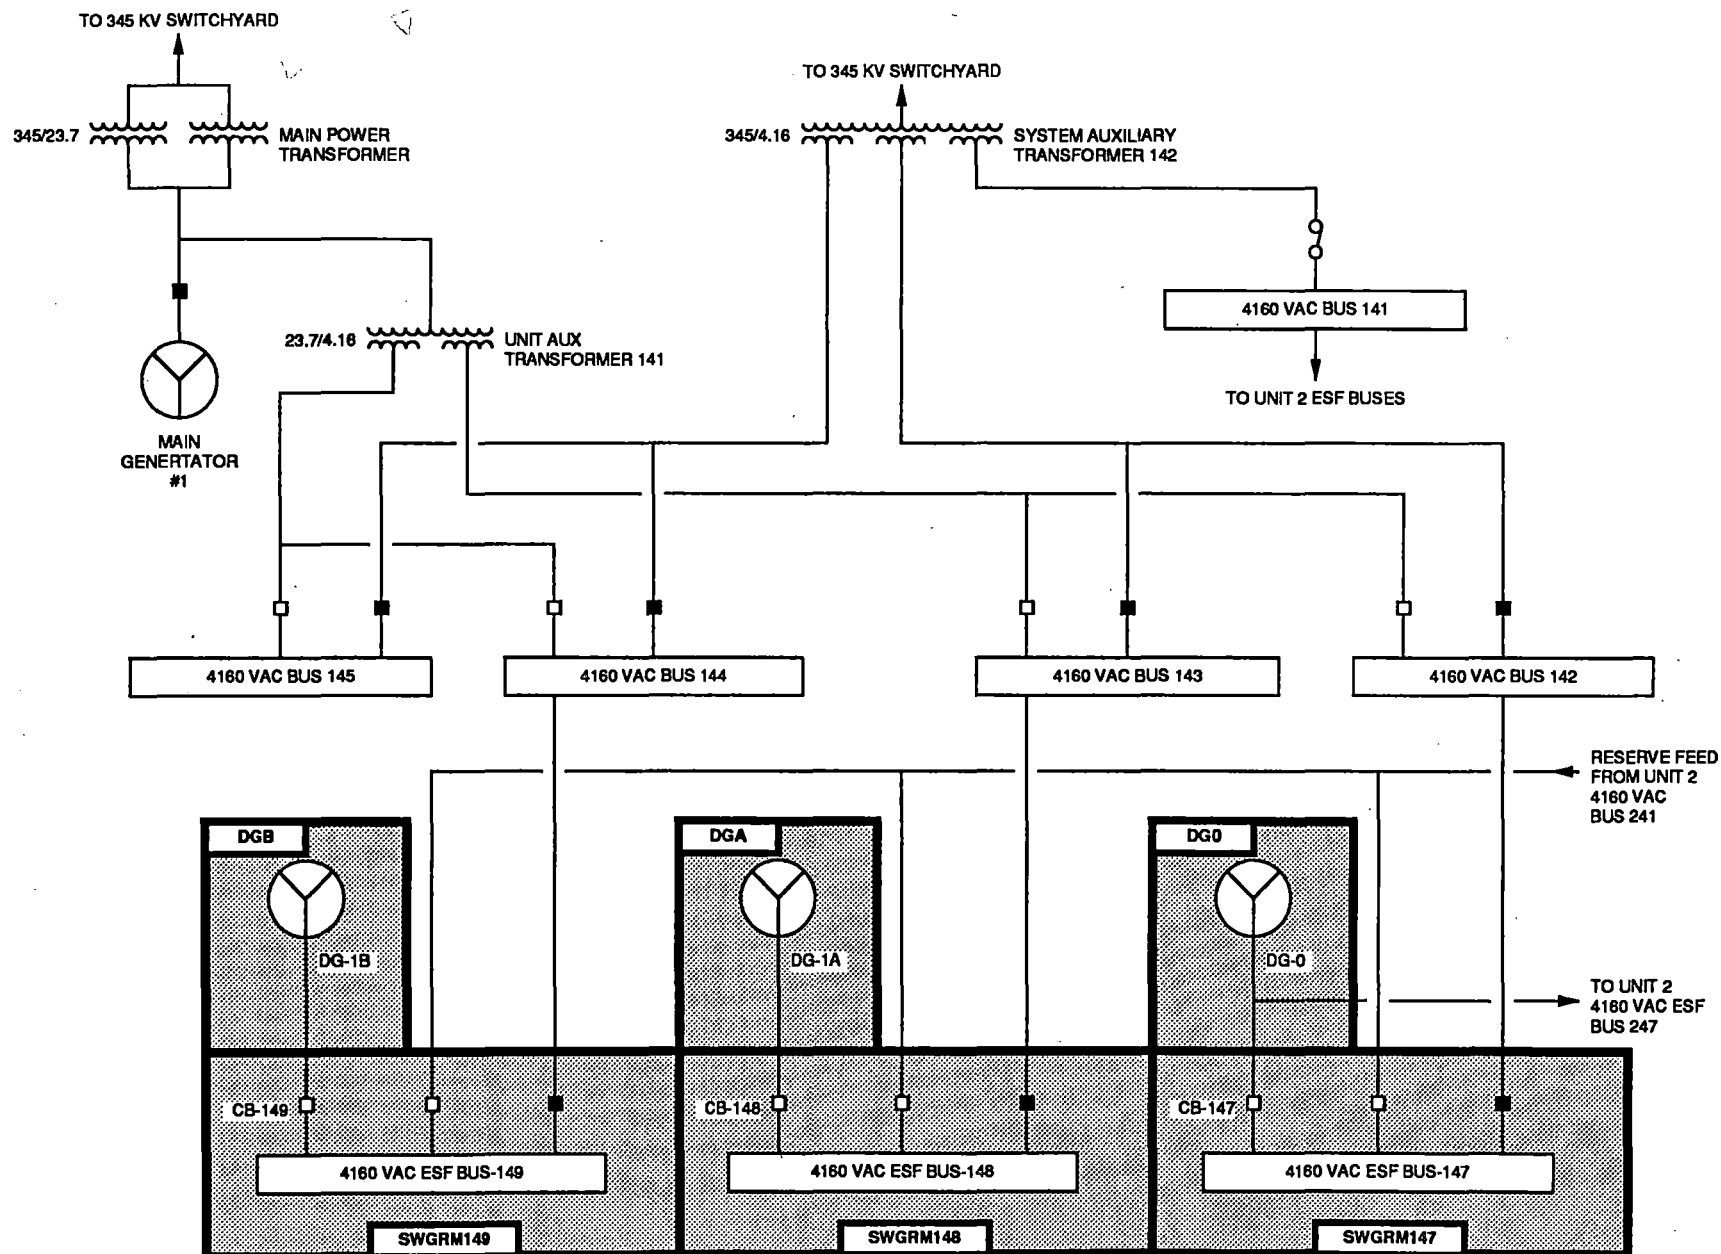 TO 345 KV SWITCHYARD
TO 345 KV SWITCHYARD
345/23.7
MAIN POWER
TRANSFORMER
345/4.16
SYSTEM AUXILIARY
TRANSFORMER 142
4160 VAC BUS 141
23.7/4.16
UNIT AUX
TRANSFORMER 141
TO UNIT 2 ESF BUSES
MAIN
GENERTATOR
#1
4160 VAC BUS 145
4160 VAC BUS 144
4160 VAC BUS 143
4160 VAC BUS 142
RESERVE FEED
FROM UNIT 2
4160 VAC
BUS 241
DGB
DGA
DG0
DG-1B
DG-1A
DG-0
TO UNIT 2
4160 VAC ESF
BUS 247
CB-149
CB-148
CB-147
4160 VAC ESF BUS-149
4160 VAC ESF BUS-148
4160 VAC ESF BUS-147
SWGRM149
SWGRM148
SWGRM147